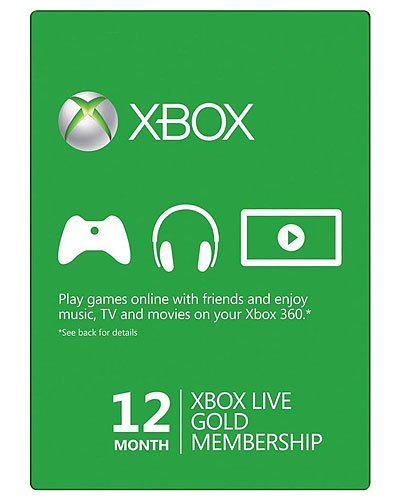 XBOX
Play games online with friends and enjoy
music, TV and movies on your Xbox 360.*
*See back for details
12
MONTH
XBOX LIVE
GOLD
MEMBERSHIP